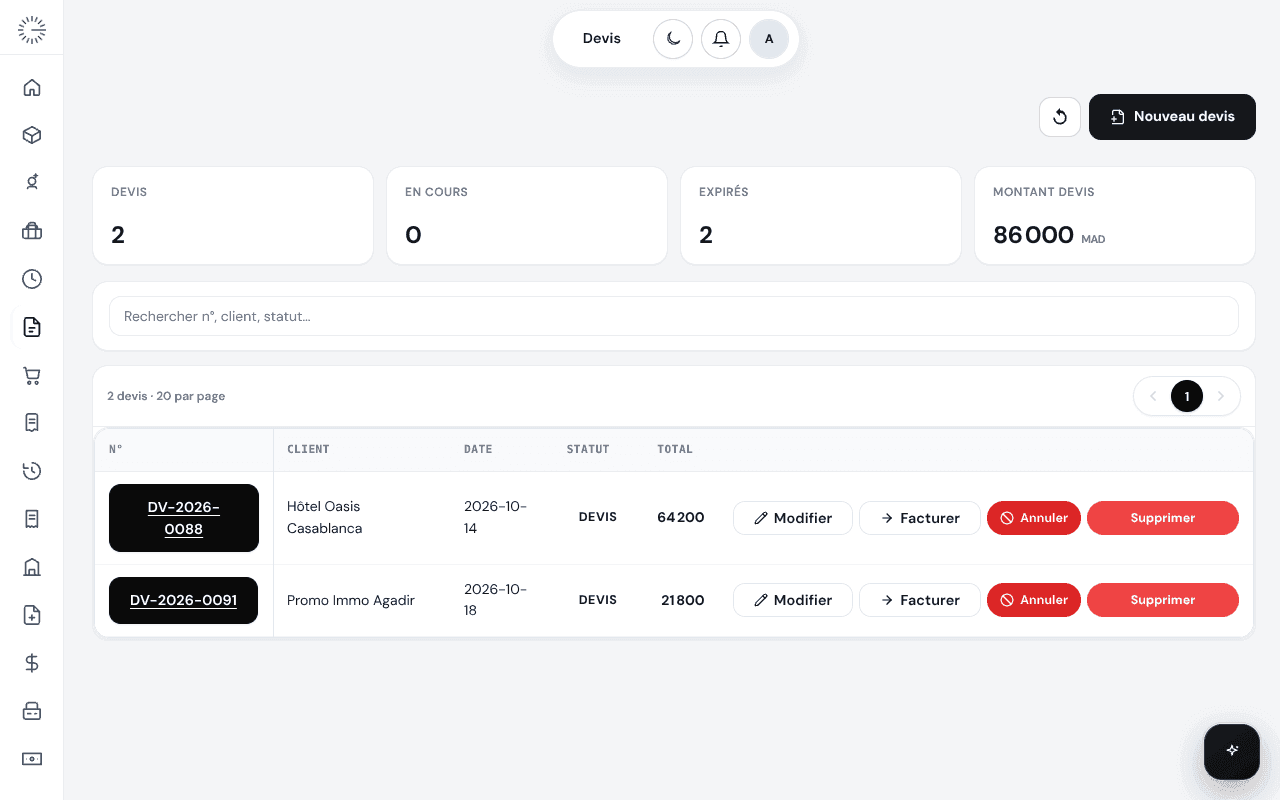 Devis
A
Nouveau devis
DEVIS
EN COURS
EXPIRÉS
MONTANT DEVIS
2
0
2
86 000 MAD
Rechercher n°, client, statut…
2 devis · 20 par page
1
N°
CLIENT
DATE
STATUT
TOTAL
DV-2026-
0088
Hôtel Oasis
Casablanca
2026-10-
14
DEVIS
64 200
Modifier
Facturer
Annuler
Supprimer
DV-2026-0091
Promo Immo Agadir
2026-10-
18
DEVIS
21 800
Modifier
Facturer
Annuler
Supprimer